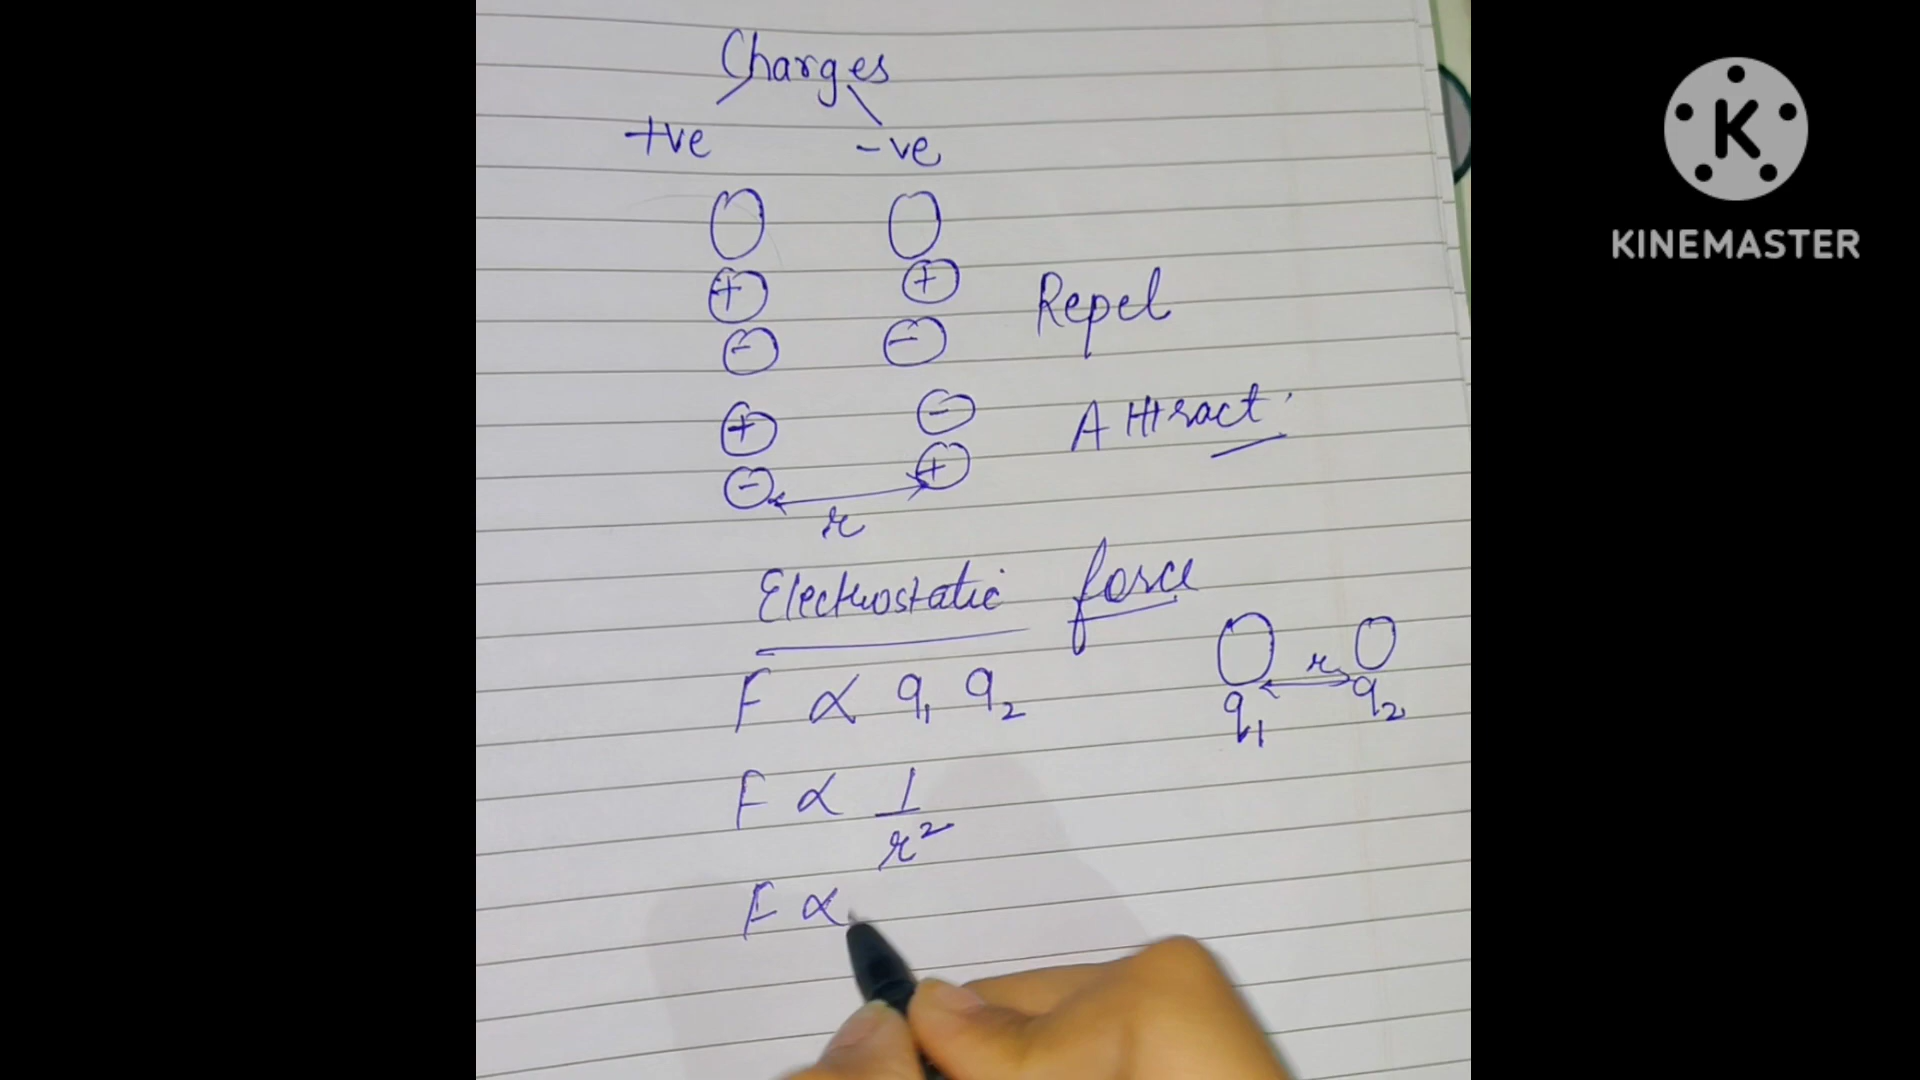 Charges
+ve -ve
+ + Repel
- -
+ - Attract
- +
r
Electrostatic force
F ∝ q₁ q₂
r
q₁ q₂
F ∝ 1/r²
F ∝
K
KINEMASTER